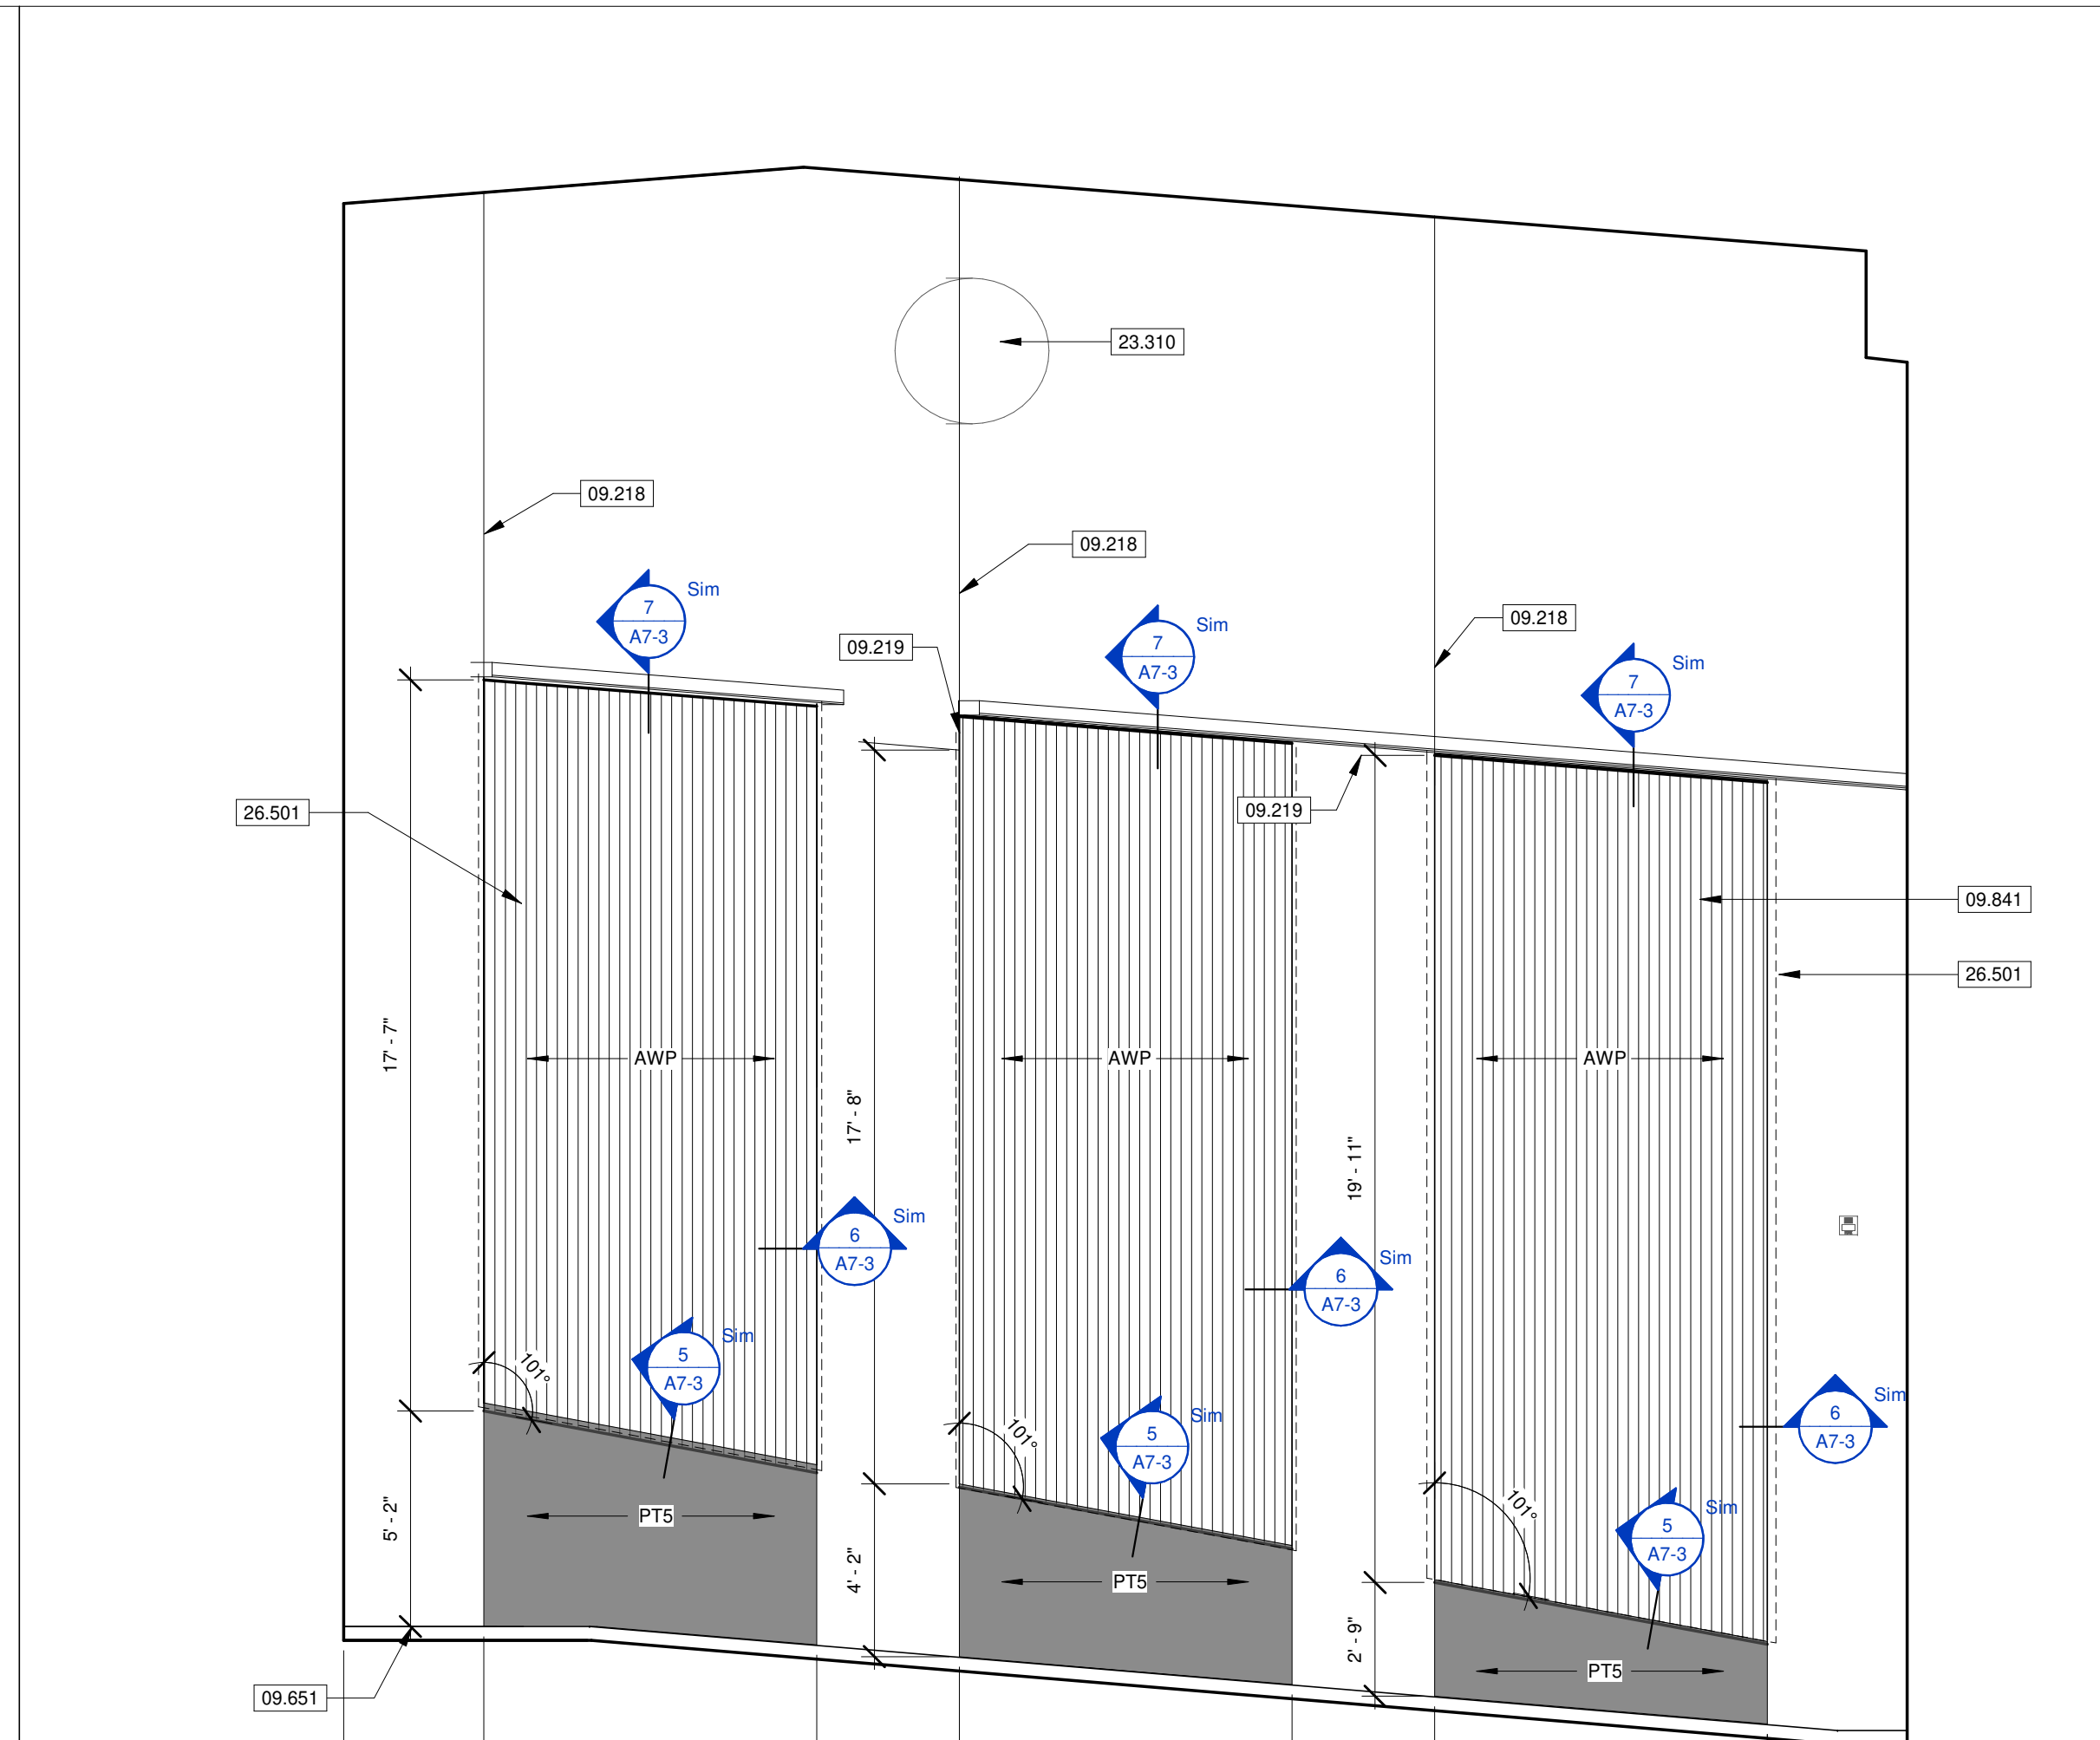 23.310
09.218
09.218
Sim
7
A7-3
09.218
Sim
7
A7-3
09.219
Sim
7
A7-3
26.501
09.219
09.841
26.501
17' - 7"
AWP
AWP
AWP
17' - 8"
19' - 11"
Sim
6
A7-3
Sim
6
A7-3
Sim
5
A7-3
101°
Sim
6
A7-3
Sim
5
A7-3
101°
Sim
5
A7-3
101°
5' - 2"
PT5
4' - 2"
PT5
2' - 9"
PT5
09.651